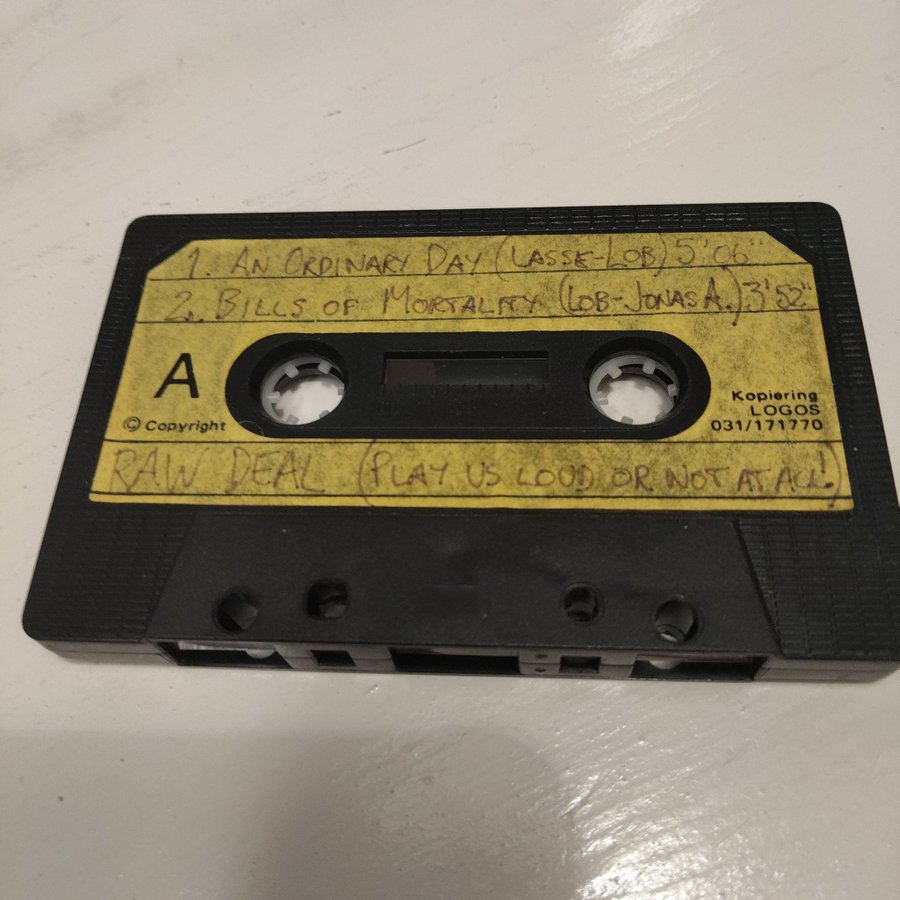 1. AN ORDINARY DAY (LASSE-LOB) 5'06"
2. BILLS OF MORTALITY (LOB-JONAS A.) 3'52"
A
© Copyright
Kopiering
LOGOS
031/171770
RAW DEAL (PLAY US LOUD OR NOT AT ALL!)